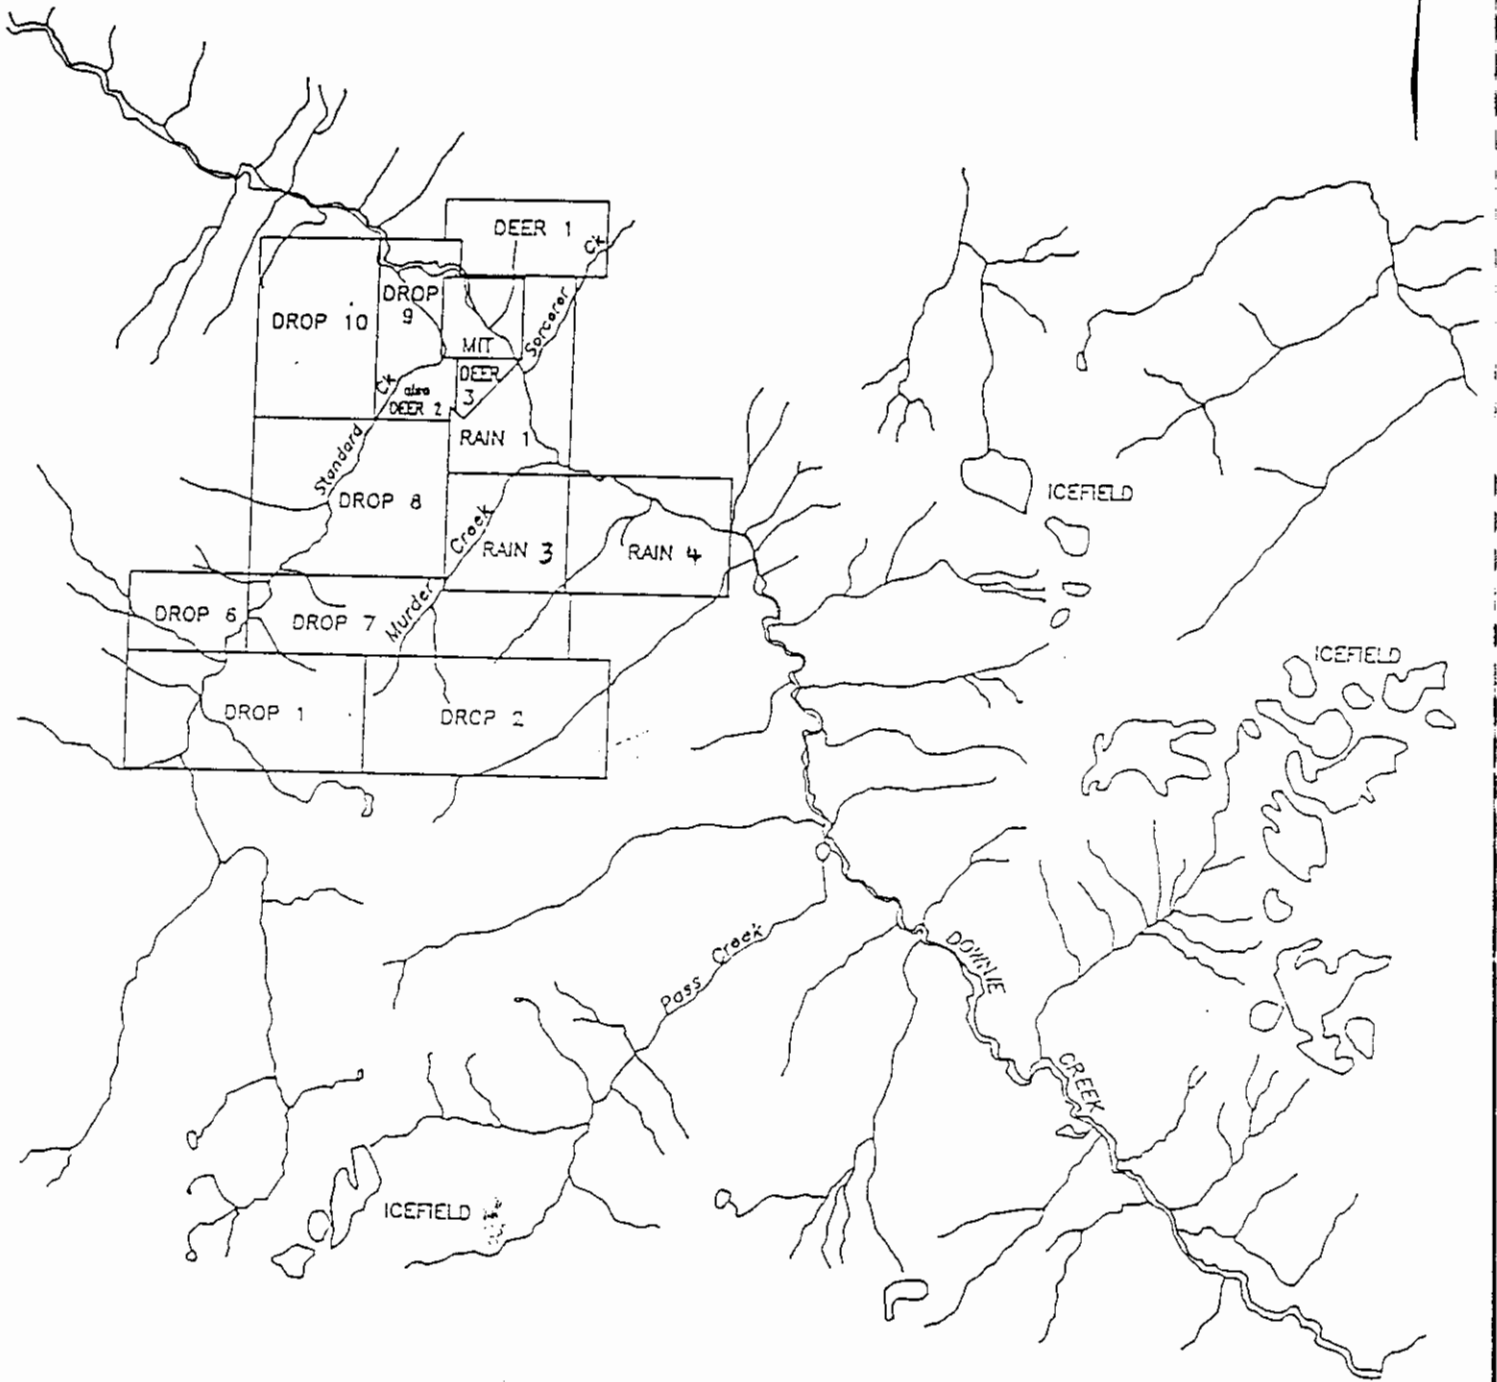 DEER 1
Ck
DROP 10
DROP
9
MIT
Sorcerer
Ck
also
DEER 2
DEER
3
RAIN 1
Standard
DROP 8
Creek
RAIN 3
RAIN 4
ICEFIELD
DROP 6
DROP 7
Murder
ICEFIELD
DROP 1
DROP 2
Pass Creek
DOWNIE
CREEK
ICEFIELD